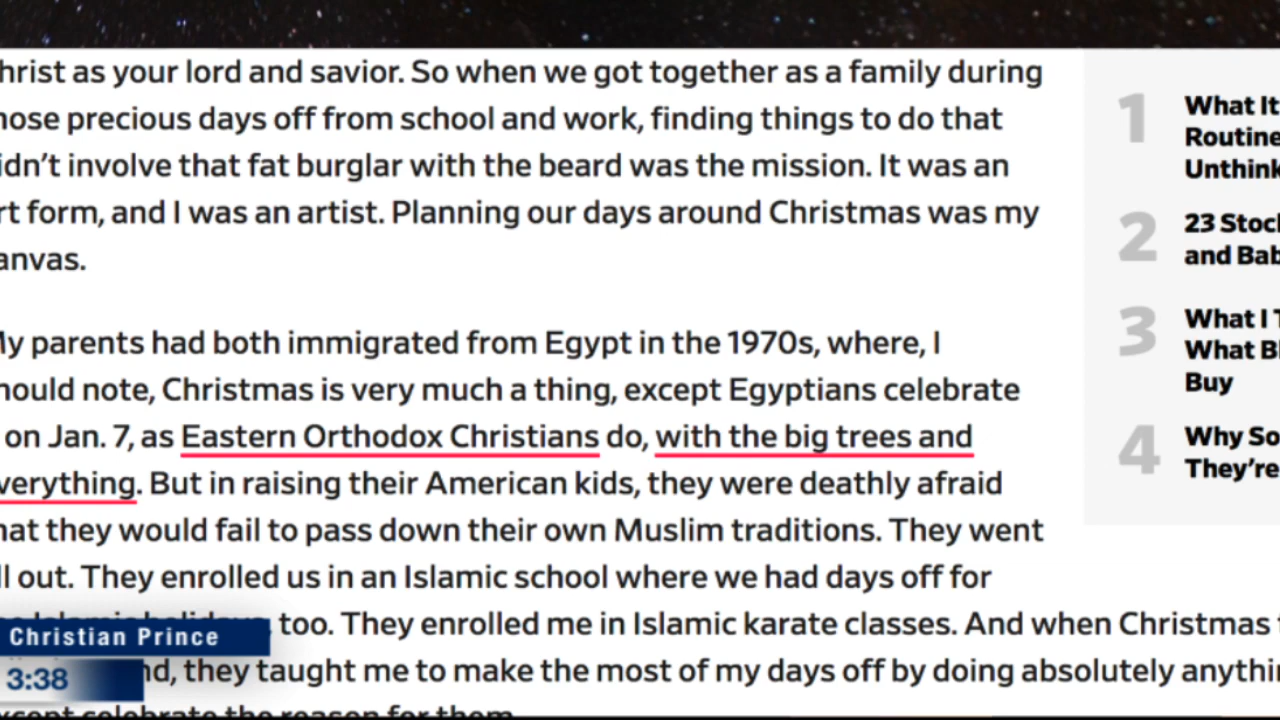 hrist as your lord and savior. So when we got together as a family during
hose precious days off from school and work, finding things to do that
idn't involve that fat burglar with the beard was the mission. It was an
rt form, and I was an artist. Planning our days around Christmas was my
anvas.
My parents had both immigrated from Egypt in the 1970s, where, I
hould note, Christmas is very much a thing, except Egyptians celebrate
on Jan. 7, as Eastern Orthodox Christians do, with the big trees and
verything. But in raising their American kids, they were deathly afraid
hat they would fail to pass down their own Muslim traditions. They went
ll out. They enrolled us in an Islamic school where we had days off for
too. They enrolled me in Islamic karate classes. And when Christmas
nd, they taught me to make the most of my days off by doing absolutely anythi
xcept celebrate the reason for them.
1 What It
Routine
Unthink
2 23 Stoc
and Bab
3 What I T
What Bl
Buy
4 Why So
They're
Christian Prince
3:38